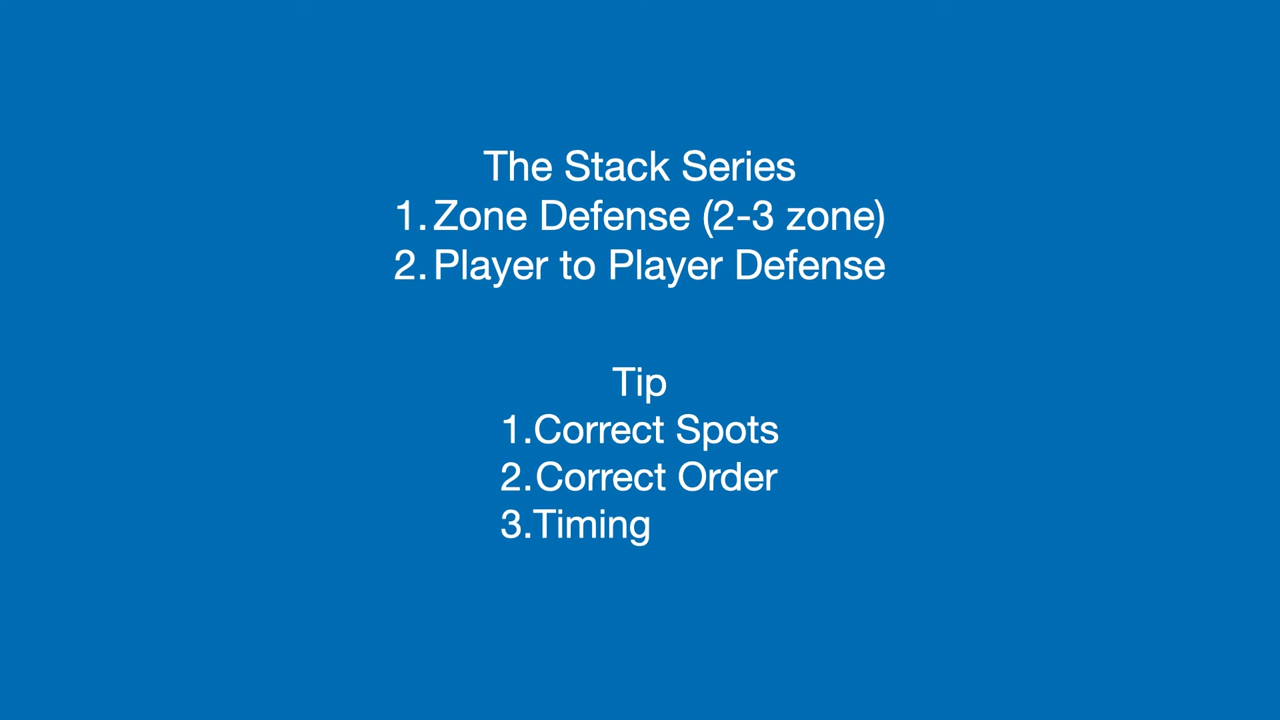 The Stack Series
1. Zone Defense (2-3 zone)
2. Player to Player Defense
Tip
1.Correct Spots
2.Correct Order
3.Timing